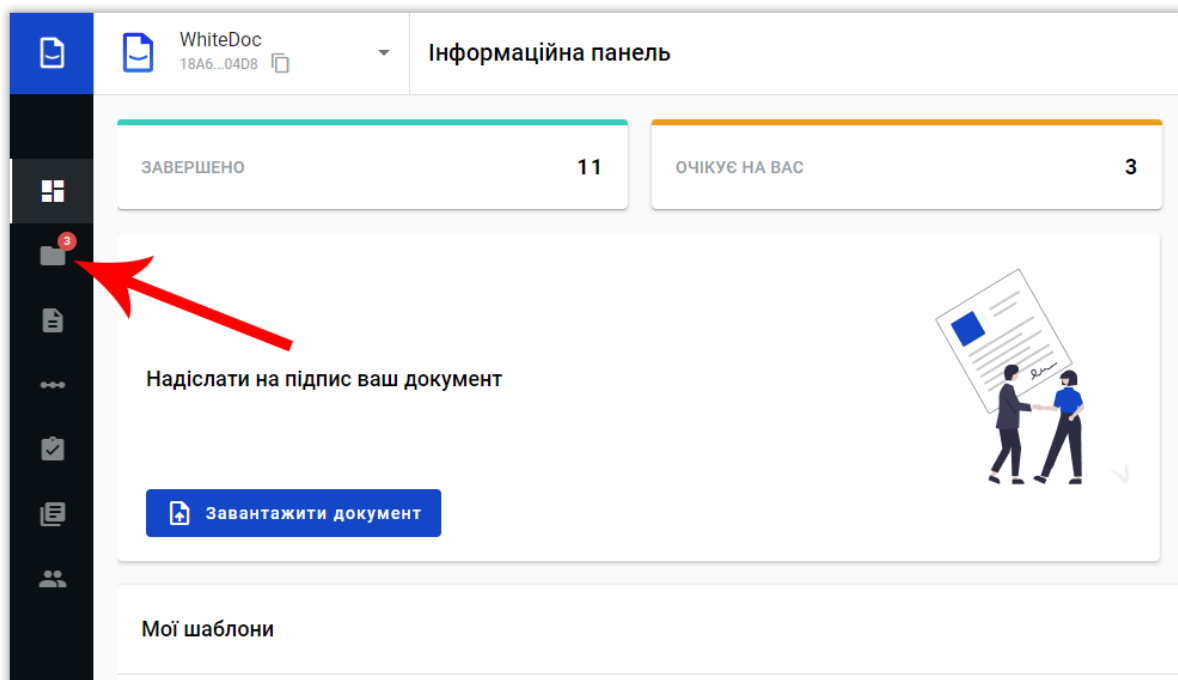 WhiteDoc
18A6...04D8
Інформаційна панель
ЗАВЕРШЕНО 11
ОЧІКУЄ НА ВАС 3
3
Надіслати на підпис ваш документ
Завантажити документ
Мої шаблони